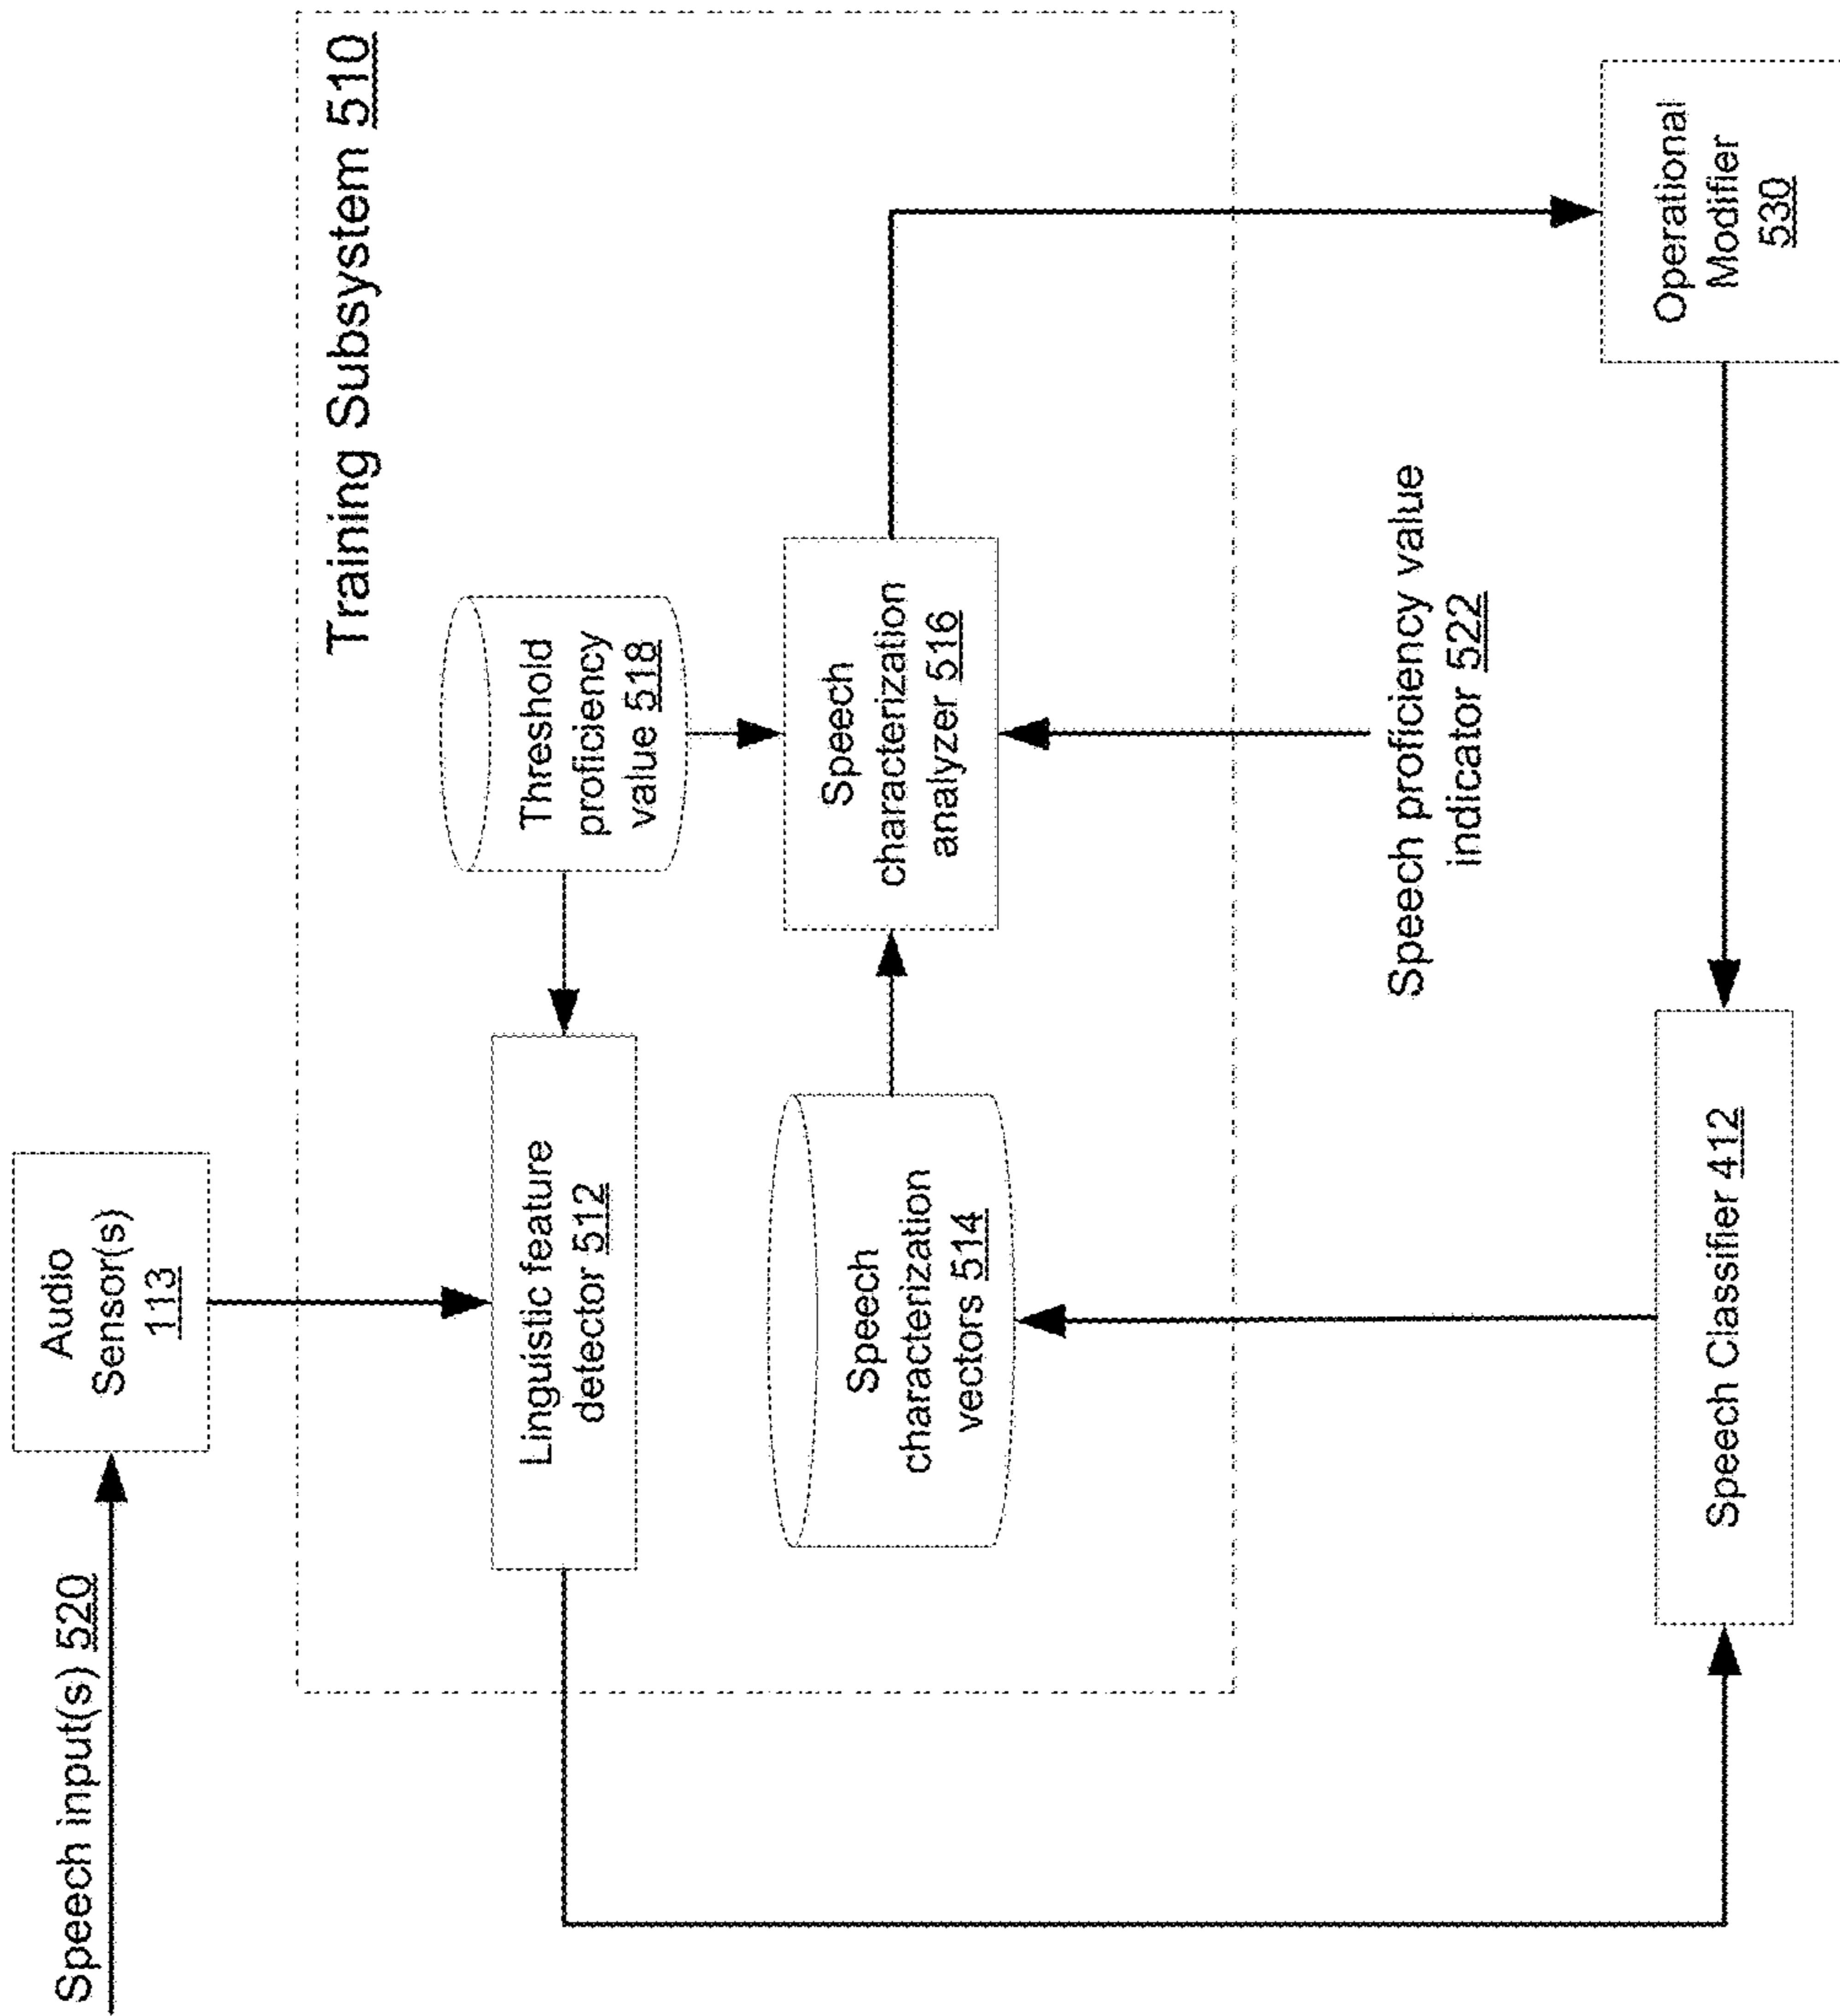 Speech input(s) 520
Audio
Sensor(s)
113
Training Subsystem 510
Linguistic feature
detector 512
Threshold
proficiency
value 518
Speech
characterization
vectors 514
Speech
characterization
analyzer 516
Speech proficiency value
indicator 522
Speech Classifier 412
Operational
Modifier
530